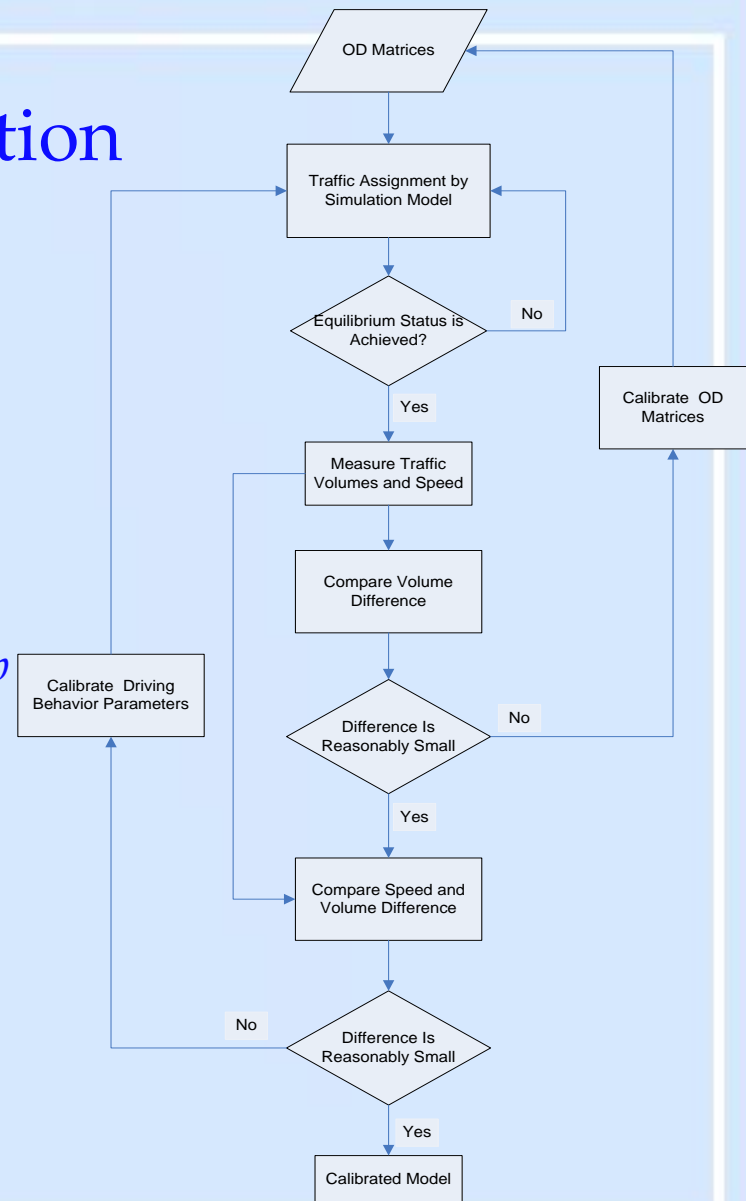 OD Matrices
tion
Traffic Assignment by
Simulation Model
Equilibrium Status is
Achieved?
No
Yes
Calibrate OD
Matrices
Measure Traffic
Volumes and Speed
Compare Volume
Difference
Calibrate Driving
Behavior Parameters
Difference Is
Reasonably Small
No
Yes
Compare Speed and
Volume Difference
No
Difference Is
Reasonably Small
Yes
Calibrated Model